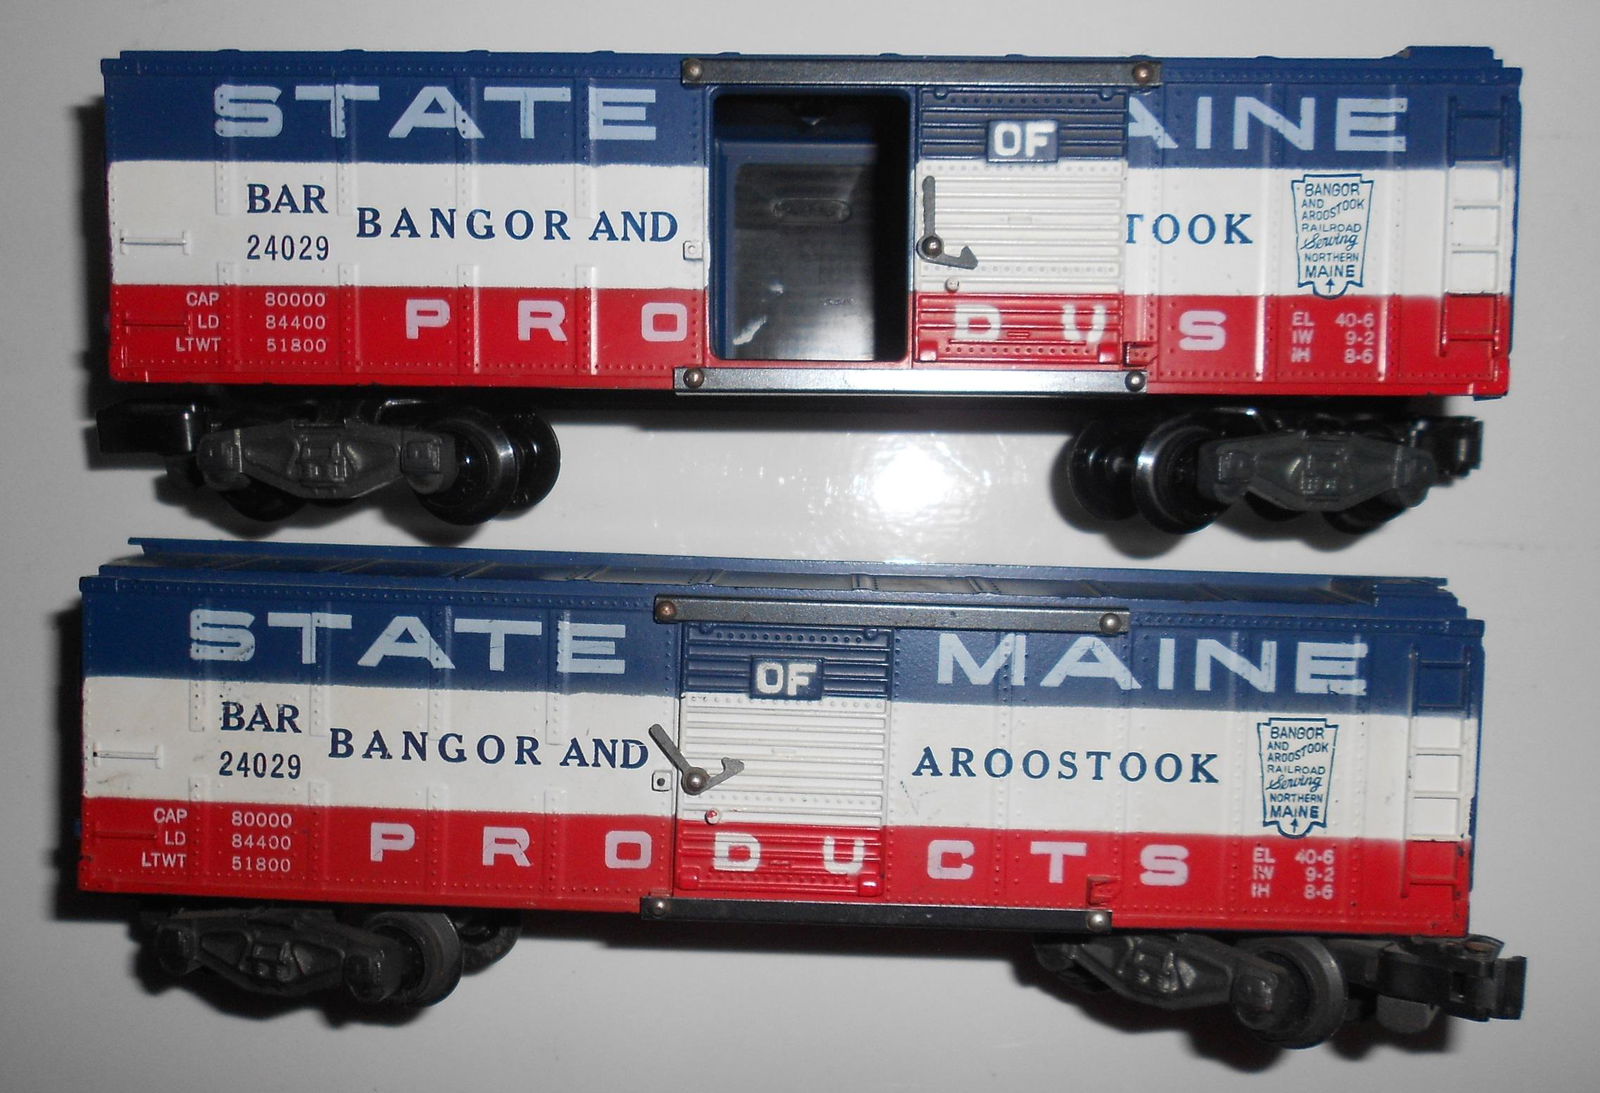 STATE OF AINE
BAR
24029
BANGOR AND TOOK
BANGOR
AND
AROOSTOOK
RAILROAD
Serving
NORTHERN
MAINE
CAP 80000
LD 84400
LTWT 51800
PRO DU S
EL 40-6
IW 9-2
IH 8-6
STATE OF MAINE
BAR
24029
BANGOR AND AROOSTOOK
BANGOR
AND
AROOSTOOK
RAILROAD
Serving
NORTHERN
MAINE
CAP 80000
LD 84400
LTWT 51800
PRODUCTS
EL 40-6
IW 9-2
IH 8-6